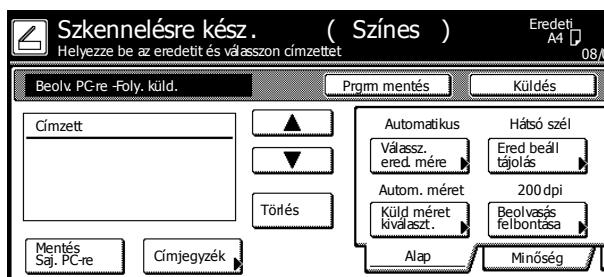 Szkennelésre kész. ( Színes )
Helyezze be az eredetit és válasszon címzettet
Eredeti
A4
08/
Beolv. PC-re -Foly. küld.
Prgrm mentés
Küldés
Címzett
Törlés
Mentés
Saj. PC-re
Címjegyzék
Automatikus
Hátsó szél
Válassz.
ered. mére
Ered beáll
tájolás
Autom. méret
200 dpi
Küld méret
kiválaszt.
Beolvasás
felbontása
Alap
Minőség